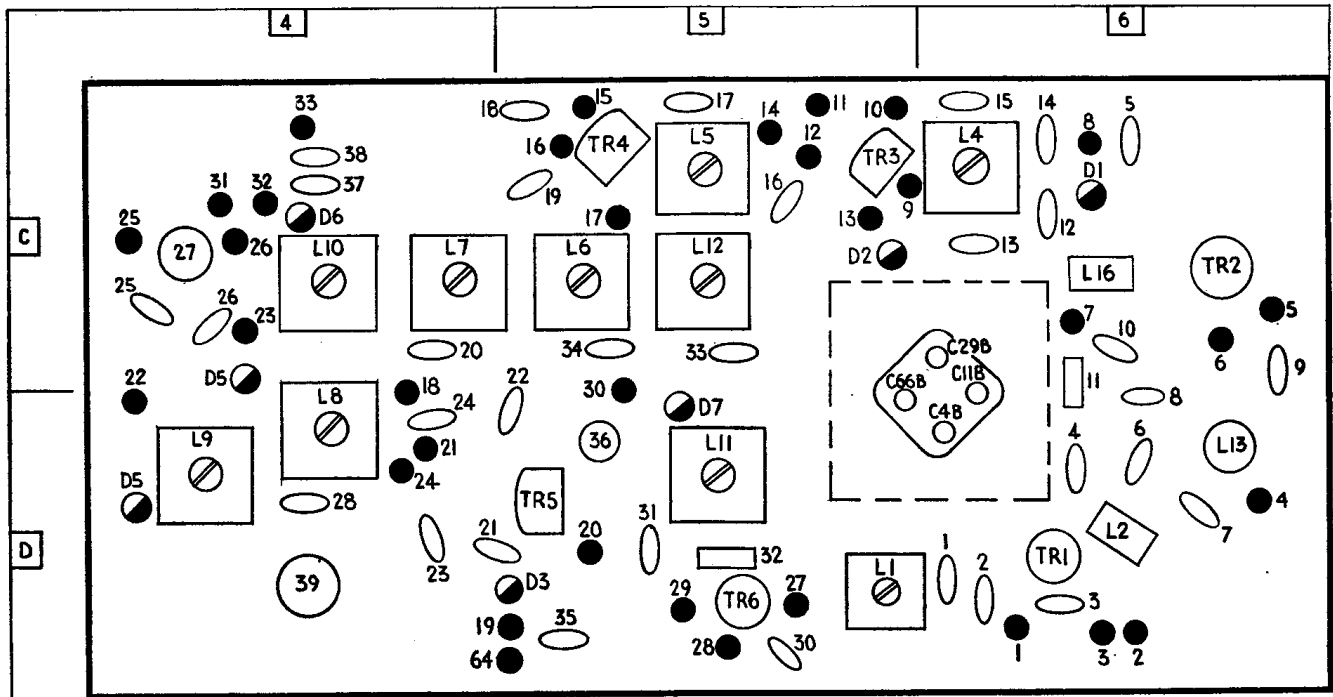 4
5
6
33
18
15
17
14
11
10
15
14
8
5
16
TR4
L5
12
TR3
L4
D1
38
37
31
32
D6
19
17
16
13
9
12
C
25
27
26
L10
L7
L6
L12
D2
13
L16
TR2
25
26
23
7
10
5
6
20
34
33
C29B
C66B
C11B
C4B
11
8
9
D5
22
L8
18
24
22
30
D7
36
L9
21
24
L11
4
6
L13
D5
28
TR5
4
7
D
39
23
21
20
31
32
L2
D3
L1
1
2
TR1
29
TR6
27
3
19
35
64
28
30
1
3
2